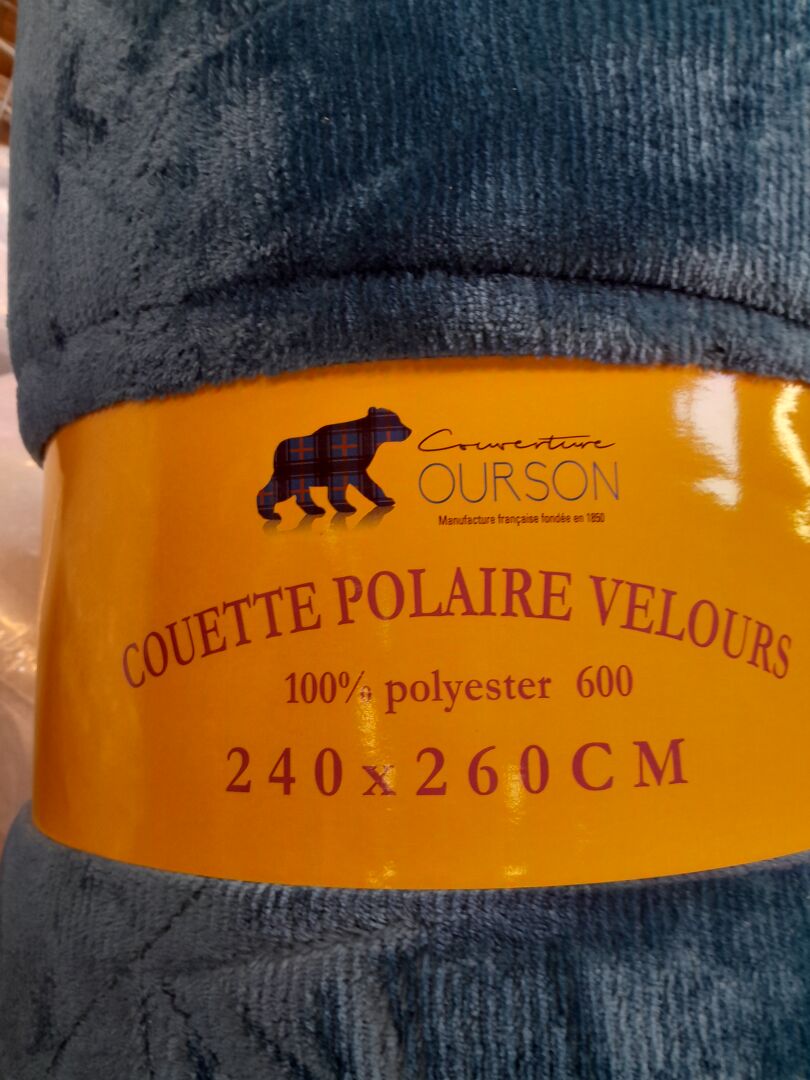 Couverture
OURSON
Manufacture française fondée en 1850
COUETTE POLAIRE VELOURS
100% polyester 600
240x260CM